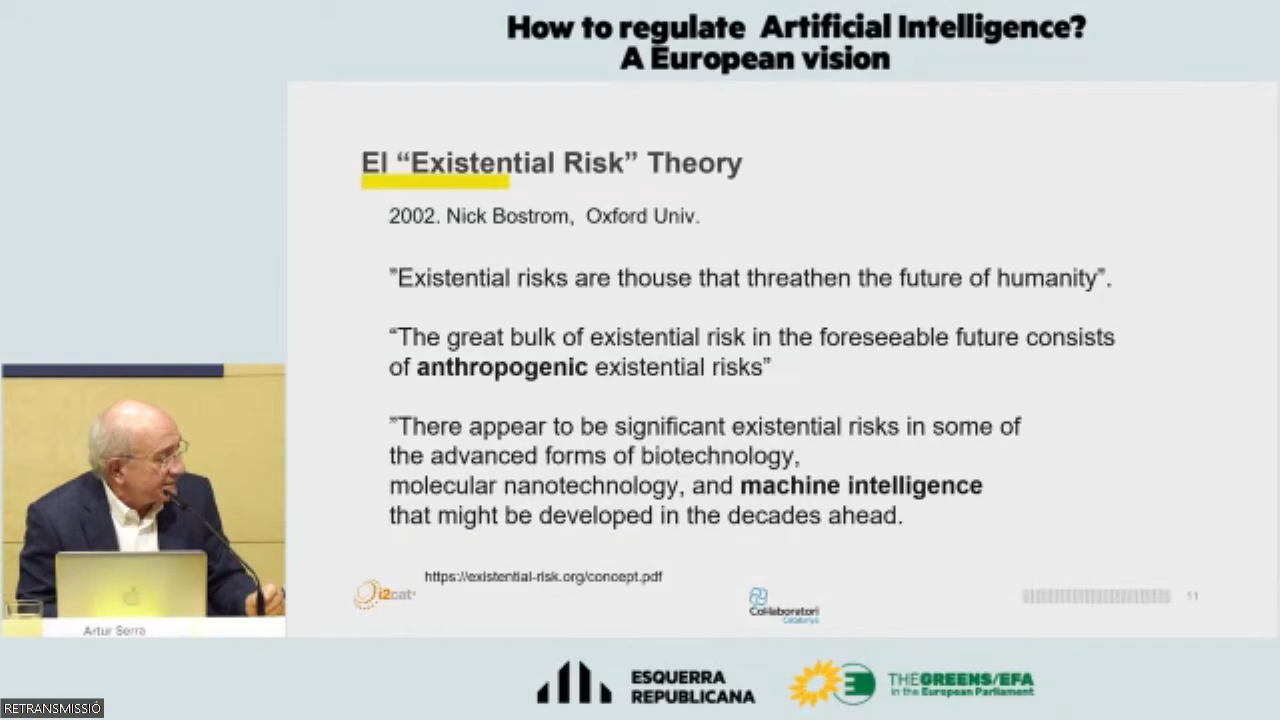 How to regulate Artificial Intelligence?
A European vision
El “Existential Risk” Theory
2002. Nick Bostrom, Oxford Univ.
”Existential risks are thouse that threathen the future of humanity”.
“The great bulk of existential risk in the foreseeable future consists
of anthropogenic existential risks”
”There appear to be significant existential risks in some of
the advanced forms of biotechnology,
molecular nanotechnology, and machine intelligence
that might be developed in the decades ahead.
https://existential-risk.org/concept.pdf
i2cat
Col·laboratori
Catalunya
11
Artur Serra
ESQUERRA
REPUBLICANA
THE GREENS/EFA
in the European Parliament
RETRANSMISSIÓ